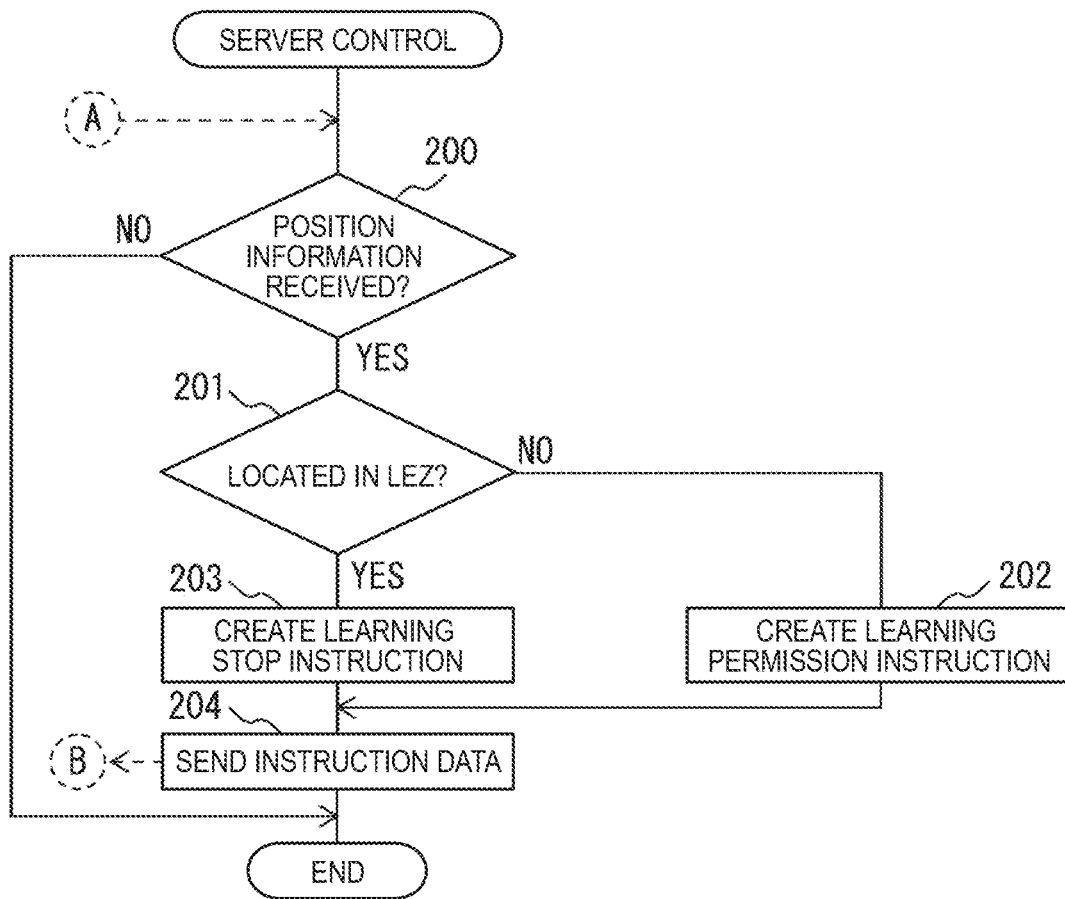 SERVER CONTROL
A
200
NO
POSITION
INFORMATION
RECEIVED?
YES
201
NO
LOCATED IN LEZ?
YES
203
202
CREATE LEARNING
STOP INSTRUCTION
CREATE LEARNING
PERMISSION INSTRUCTION
204
B
SEND INSTRUCTION DATA
END